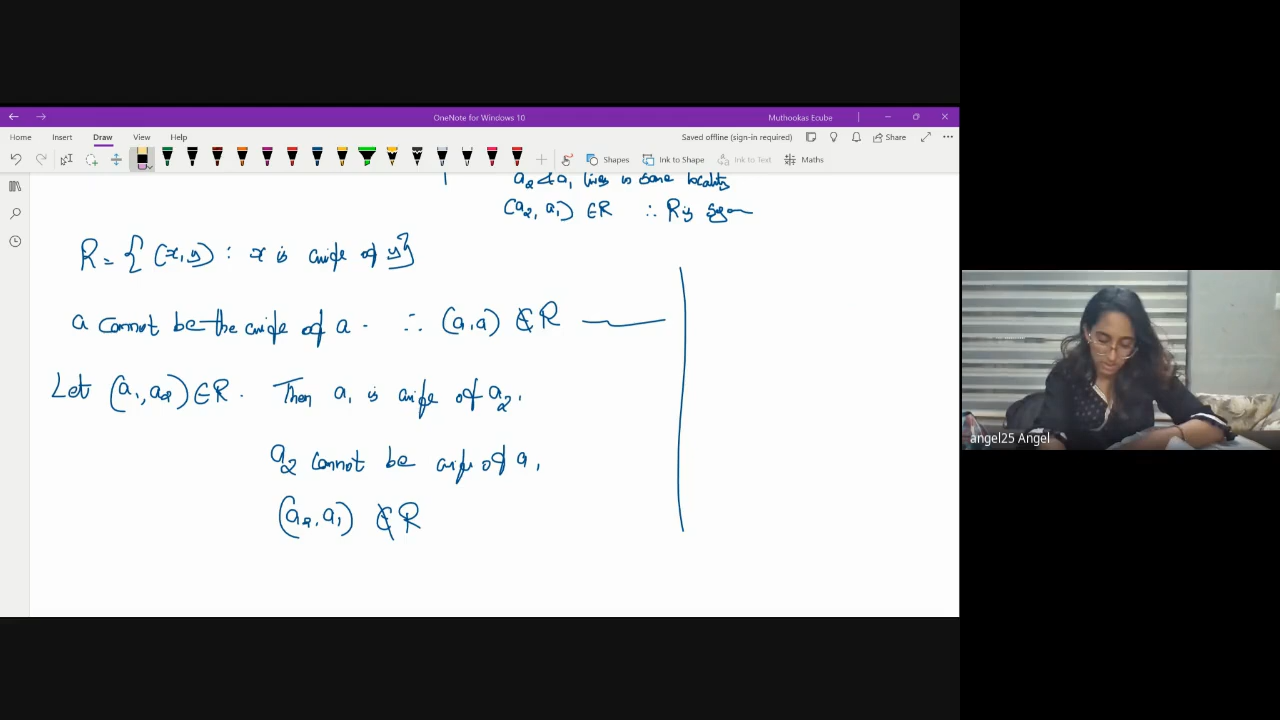 OneNote for Windows 10
Muthookas Ecube
Home Insert Draw View Help
Saved offline (sign-in required) Share
Shapes Ink to Shape Ink to Text Maths
a₂ & a₁ lives in same locality
(a₂, a₁) ∈ R ∴ R is sym
R = { (x,y) : x is wife of y}
a cannot be the wife of a . ∴ (a,a) ∉ R
Let (a₁, a₂) ∈ R . Then a₁ is wife of a₂.
a₂ cannot be wife of a₁
(a₂, a₁) ∉ R
angel25 Angel